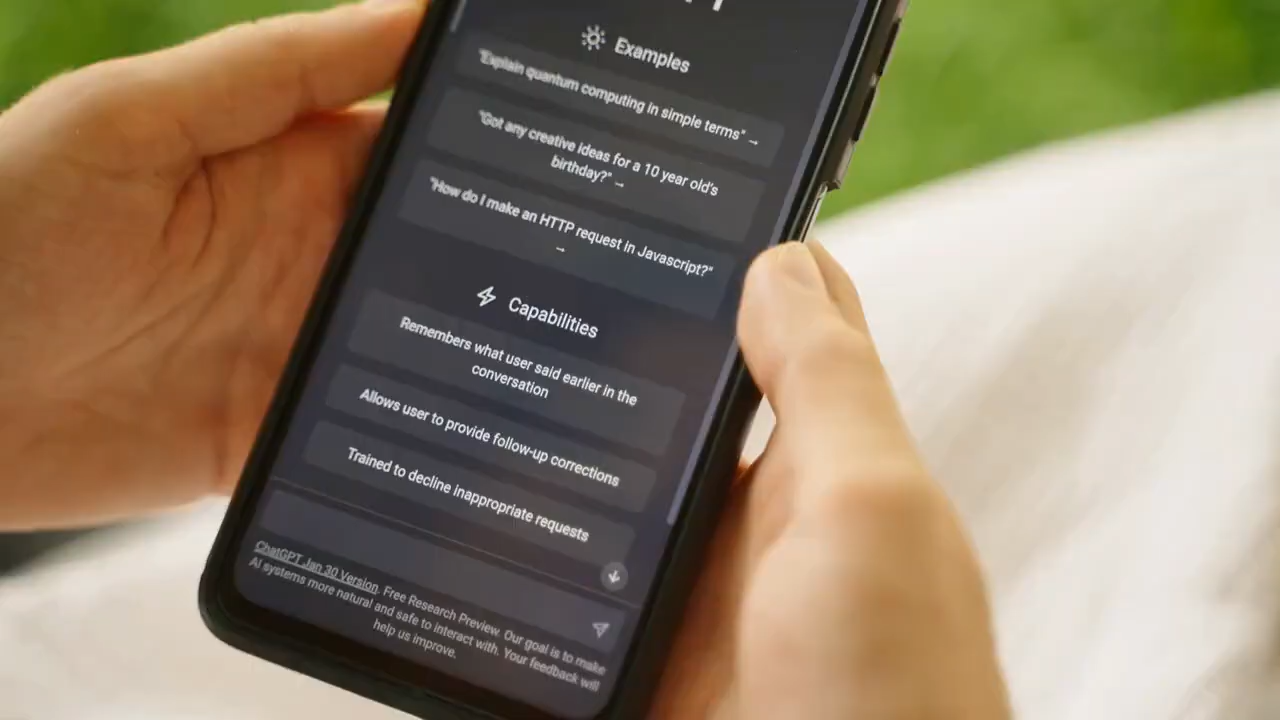 Examples
"Explain quantum computing in simple terms" →
"Got any creative ideas for a 10 year old's
birthday?" →
"How do I make an HTTP request in Javascript?"
→
Capabilities
Remembers what user said earlier in the
conversation
Allows user to provide follow-up corrections
Trained to decline inappropriate requests
ChatGPT Jan 30 Version. Free Research Preview. Our goal is to make
AI systems more natural and safe to interact with. Your feedback will
help us improve.